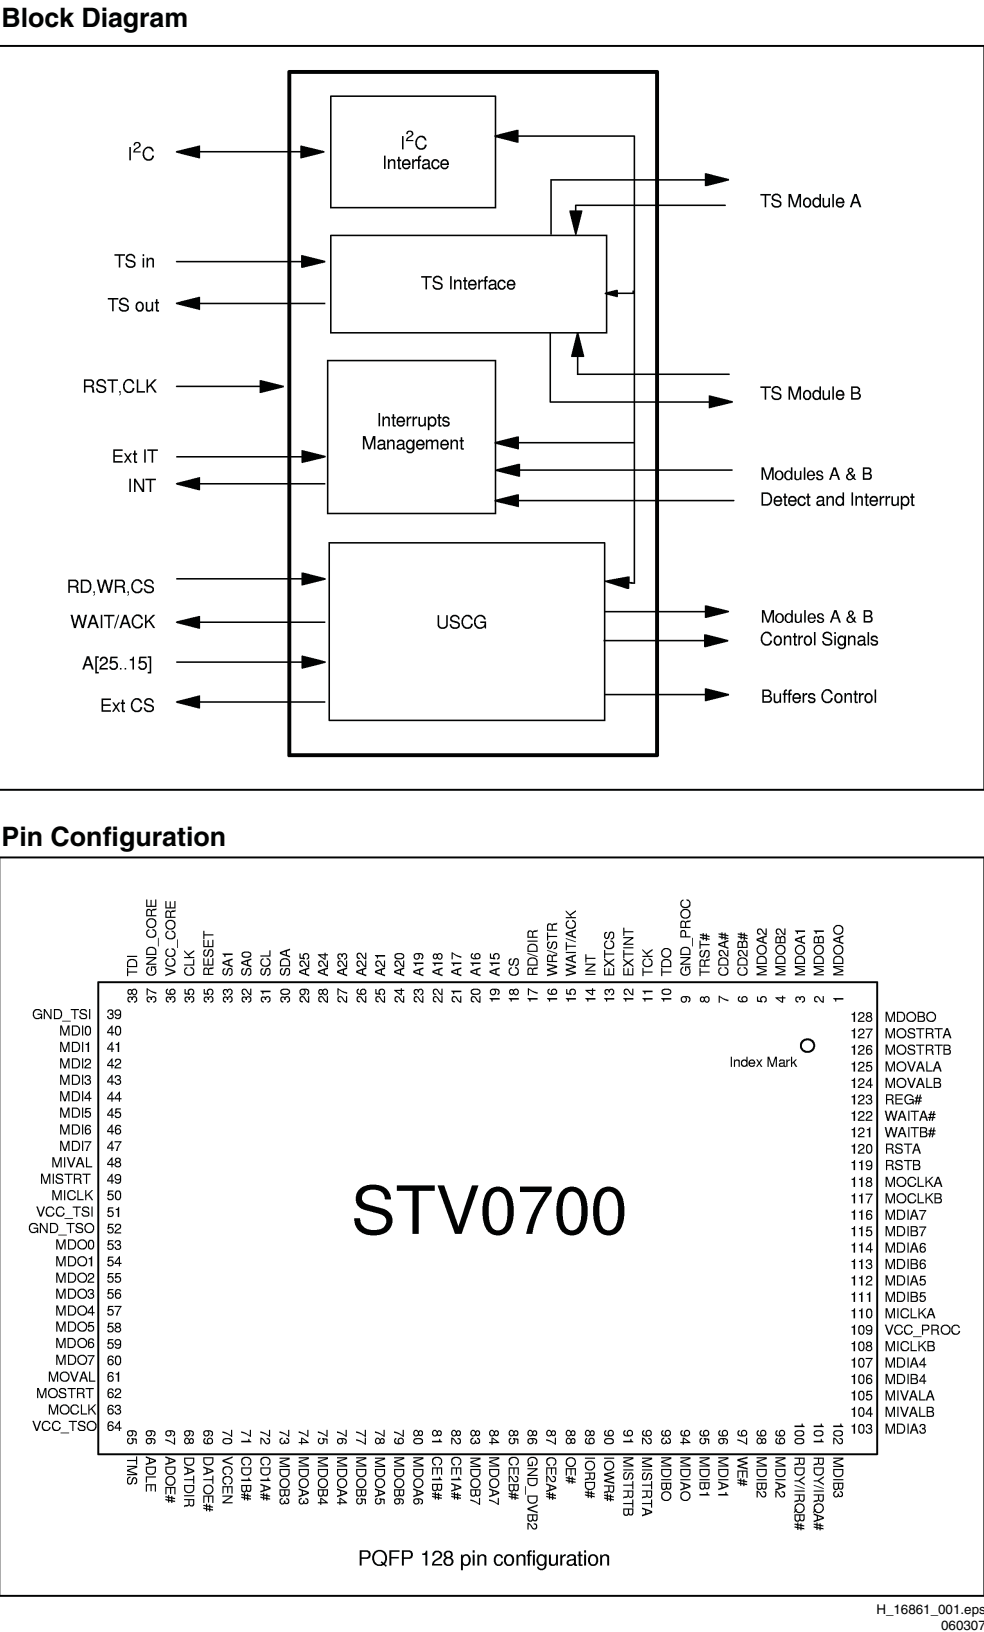 Block Diagram
I2C
I2C
Interface
TS Module A
TS in
TS Interface
TS out
RST,CLK
TS Module B
Interrupts
Management
Ext IT
INT
Modules A & B
Detect and Interrupt
RD,WR,CS
WAIT/ACK
USCG
Modules A & B
Control Signals
A[25..15]
Ext CS
Buffers Control
Pin Configuration
TDI
GND_CORE
VCC_CORE
CLK
RESET
SA1
SA0
SCL
SDA
A25
A24
A23
A22
A21
A20
A19
A18
A17
A16
A15
CS
RD/DIR
WR/STR
WAIT/ACK
INT
EXTCS
EXTINT
TCK
TDO
GND_PROC
TRST#
CD2A#
CD2B#
MDOA2
MDOB2
MDOA1
MDOB1
MDOAO
38 37 36 35 35 33 32 31 30 29 28 27 26 25 24 23 22 21 20 19 18 17 16 15 14 13 12 11 10 9 8 7 6 5 4 3 2 1
GND_TSI 39
MDI0 40
MDI1 41
MDI2 42
MDI3 43
MDI4 44
MDI5 45
MDI6 46
MDI7 47
MIVAL 48
MISTRT 49
MICLK 50
VCC_TSI 51
GND_TSO 52
MDO0 53
MDO1 54
MDO2 55
MDO3 56
MDO4 57
MDO5 58
MDO6 59
MDO7 60
MOVAL 61
MOSTRT 62
MOCLK 63
VCC_TSO 64
Index Mark
STV0700
128 MDOBO
127 MOSTRTA
126 MOSTRTB
125 MOVALA
124 MOVALB
123 REG#
122 WAITA#
121 WAITB#
120 RSTA
119 RSTB
118 MOCLKA
117 MOCLKB
116 MDIA7
115 MDIB7
114 MDIA6
113 MDIB6
112 MDIA5
111 MDIB5
110 MICLKA
109 VCC_PROC
108 MICLKB
107 MDIA4
106 MDIB4
105 MIVALA
104 MIVALB
103 MDIA3
65 66 67 68 69 70 71 72 73 74 75 76 77 78 79 80 81 82 83 84 85 86 87 88 89 90 91 92 93 94 95 96 97 98 99 100 101 102
TMS
ADLE
ADOE#
DATDIR
DATOE#
VCCEN
CD1B#
CD1A#
MDOB3
MDOA3
MDOB4
MDOA4
MDOB5
MDOA5
MDOB6
MDOA6
CE1B#
CE1A#
MDOB7
MDOA7
CE2B#
GND_DVB2
CE2A#
OE#
IORD#
IOWR#
MISTRTB
MISTRTA
MDIBO
MDIAO
MDIB1
MDIA1
WE#
MDIB2
MDIA2
RDY/IRQB#
RDY/IRQA#
MDIB3
PQFP 128 pin configuration
H_16861_001.eps
060307